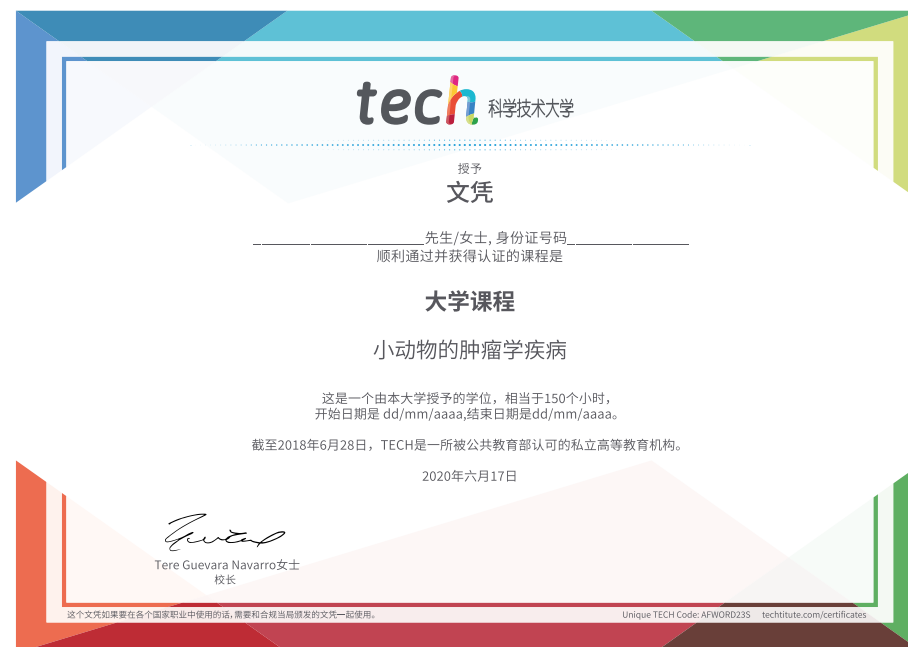 tech 科学技术大学
授予
文凭
______________________先生/女士, 身份证号码________________
顺利通过并获得认证的课程是
大学课程
小动物的肿瘤学疾病
这是一个由本大学授予的学位，相当于150个小时，
开始日期是 dd/mm/aaaa,结束日期是dd/mm/aaaa。
截至2018年6月28日，TECH是一所被公共教育部认可的私立高等教育机构。
2020年六月17日
Tere Guevara Navarro女士
校长
这个文凭如果要在各个国家职业中使用的话,需要和合规当局颁发的文凭一起使用。
Unique TECH Code: AFWORD23S techtitute.com/certificates